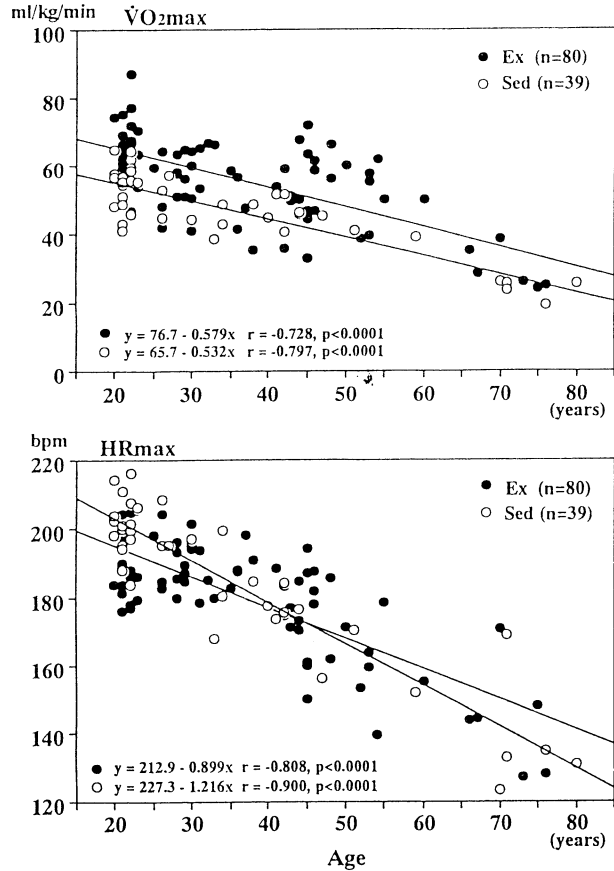 ml/kg/min
V̇O2max
100
80
60
40
20
0
● Ex (n=80)
○ Sed (n=39)
● y = 76.7 - 0.579x r = -0.728, p<0.0001
○ y = 65.7 - 0.532x r = -0.797, p<0.0001
20 30 40 50 60 70 80
(years)
bpm
HRmax
220
200
180
160
140
120
● Ex (n=80)
○ Sed (n=39)
● y = 212.9 - 0.899x r = -0.808, p<0.0001
○ y = 227.3 - 1.216x r = -0.900, p<0.0001
20 30 40 50 60 70 80
(years)
Age